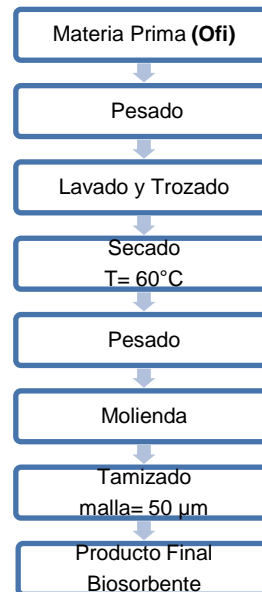 Materia Prima (Ofi)
Pesado
Lavado y Trozado
Secado
T= 60°C
Pesado
Molienda
Tamizado
malla= 50 µm
Producto Final
Biosorbente